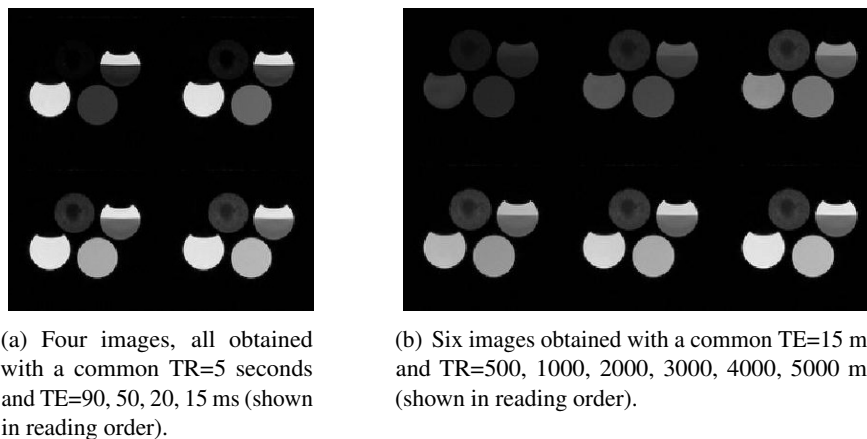 (a) Four images, all obtained
with a common TR=5 seconds
and TE=90, 50, 20, 15 ms (shown
in reading order).
(b) Six images obtained with a common TE=15 m
and TR=500, 1000, 2000, 3000, 4000, 5000 m
(shown in reading order).